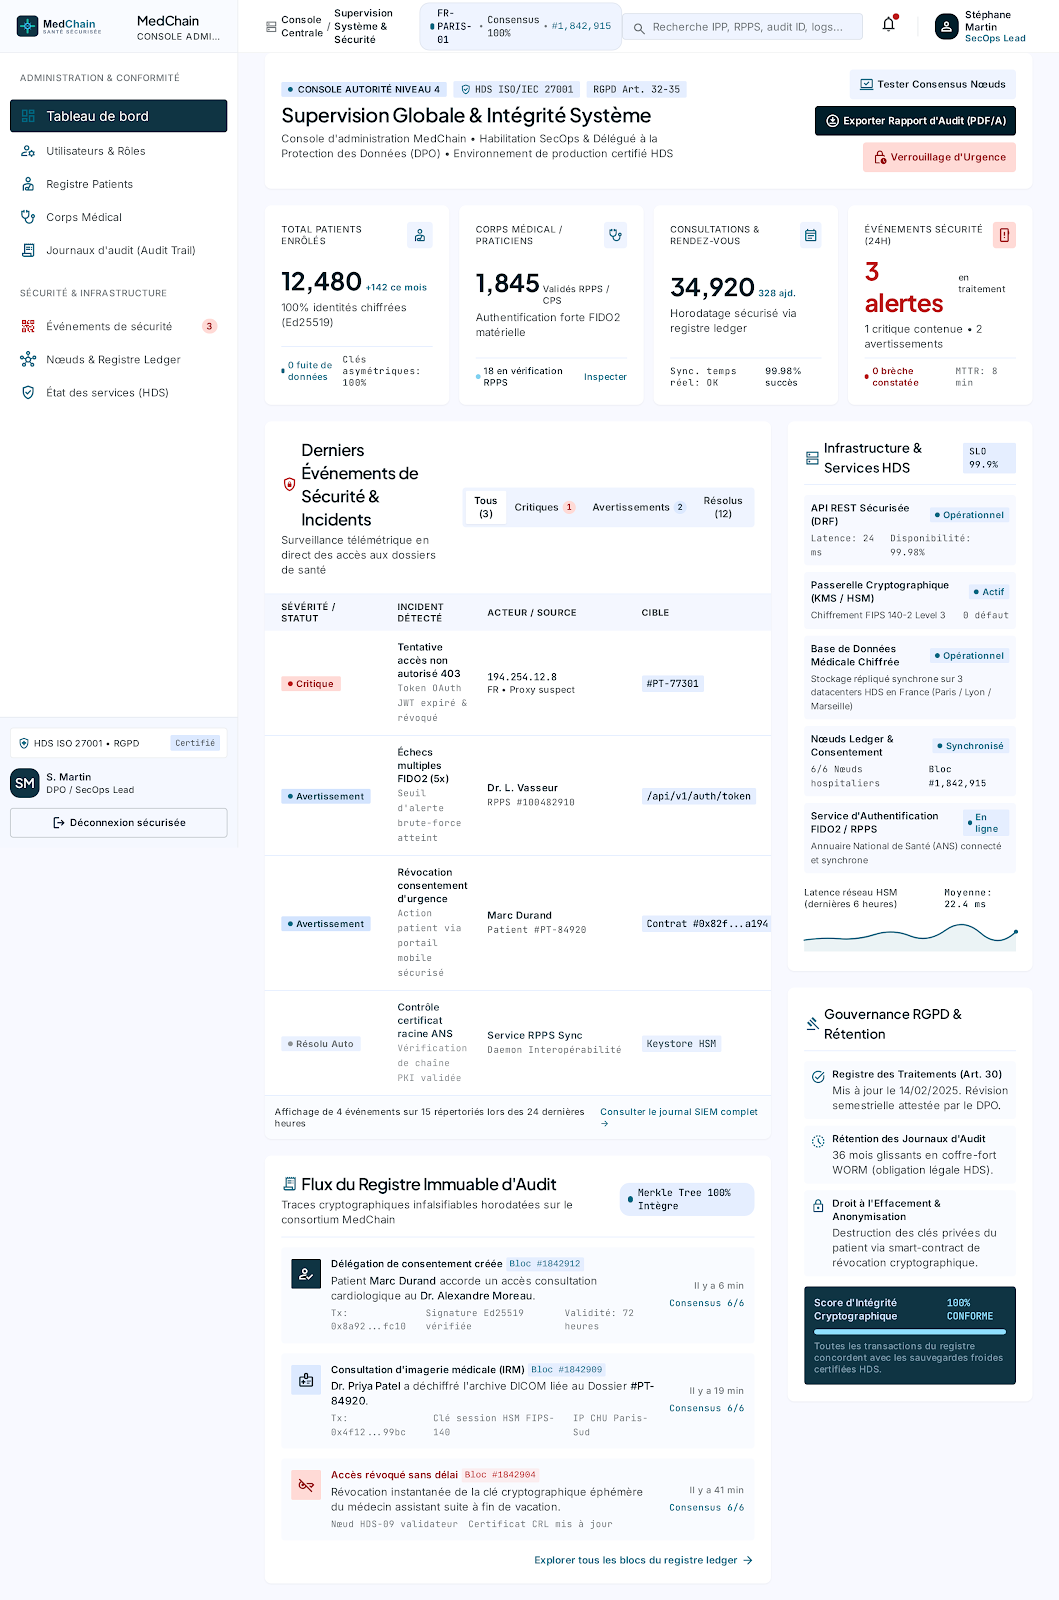 MedChain
SANTÉ SÉCURISÉE
MedChain
CONSOLE ADMI...
ADMINISTRATION & CONFORMITÉ
Tableau de bord
Utilisateurs & Rôles
Registre Patients
Corps Médical
Journaux d'audit (Audit Trail)
SÉCURITÉ & INFRASTRUCTURE
Événements de sécurité 3
Nœuds & Registre Ledger
État des services (HDS)
HDS ISO 27001 • RGPD Certifié
SM
S. Martin
DPO / SecOps Lead
Déconnexion sécurisée
Console
Centrale
/
Supervision
Système &
Sécurité
FR-
PARIS-
01
• Consensus
100%
• #1,842,915
Recherche IPP, RPPS, audit ID, logs...
Stéphane
Martin
SecOps Lead
CONSOLE AUTORITÉ NIVEAU 4
HDS ISO/IEC 27001
RGPD Art. 32-35
Supervision Globale & Intégrité Système
Console d'administration MedChain • Habilitation SecOps & Délégué à la
Protection des Données (DPO) • Environnement de production certifié HDS
Tester Consensus Nœuds
Exporter Rapport d'Audit (PDF/A)
Verrouillage d'Urgence
TOTAL PATIENTS
ENRÔLÉS
12,480 +142 ce mois
100% identités chiffrées
(Ed25519)
0 fuite de
données
Clés
asymétriques:
100%
CORPS MÉDICAL /
PRATICIENS
1,845 Validés RPPS /
CPS
Authentification forte FIDO2
matérielle
18 en vérification
RPPS
Inspecter
CONSULTATIONS &
RENDEZ-VOUS
34,920 328 ajd.
Horodatage sécurisé via
registre ledger
Sync. temps
réel: OK
99.98%
succès
ÉVÉNEMENTS SÉCURITÉ
(24H)
3
alertes
en
traitement
1 critique contenue • 2
avertissements
0 brèche
constatée
MTTR: 8
min
Derniers
Événements de
Sécurité &
Incidents
Surveillance télémétrique en
direct des accès aux dossiers
de santé
Tous
(3)
Critiques 1
Avertissements 2
Résolus
(12)
SÉVÉRITÉ /
STATUT
INCIDENT
DÉTECTÉ
ACTEUR / SOURCE
CIBLE
Critique
Tentative
accès non
autorisé 403
Token OAuth
JWT expiré &
révoqué
194.254.12.8
FR • Proxy suspect
#PT-77301
Avertissement
Échecs
multiples
FIDO2 (5x)
Seuil
d'alerte
brute-force
atteint
Dr. L. Vasseur
RPPS #100482910
/api/v1/auth/token
Avertissement
Révocation
consentement
d'urgence
Action
patient via
portail
mobile
sécurisé
Marc Durand
Patient #PT-84920
Contrat #0x82f...a194
Résolu Auto
Contrôle
certificat
racine ANS
Vérification
de chaîne
PKI validée
Service RPPS Sync
Daemon Interopérabilité
Keystore HSM
Affichage de 4 événements sur 15 répertoriés lors des 24 dernières
heures
Consulter le journal SIEM complet
→
Flux du Registre Immuable d'Audit
Traces cryptographiques infalsifiables horodatées sur le
consortium MedChain
Merkle Tree 100%
Intègre
Délégation de consentement créée Bloc #1842912
Patient Marc Durand accorde un accès consultation
cardiologique au Dr. Alexandre Moreau.
Tx:
0x8a92...fc10
Signature Ed25519
vérifiée
Validité: 72
heures
Il y a 6 min
Consensus 6/6
Consultation d'imagerie médicale (IRM) Bloc #1842909
Dr. Priya Patel a déchiffré l'archive DICOM liée au Dossier #PT-
84920.
Tx:
0x4f12...99bc
Clé session HSM FIPS-
140
IP CHU Paris-
Sud
Il y a 19 min
Consensus 6/6
Accès révoqué sans délai Bloc #1842904
Révocation instantanée de la clé cryptographique éphémère
du médecin assistant suite à fin de vacation.
Nœud HDS-09 validateur Certificat CRL mis à jour
Il y a 41 min
Consensus 6/6
Explorer tous les blocs du registre ledger →
Infrastructure &
Services HDS
SLO
99.9%
API REST Sécurisée
(DRF)
Opérationnel
Latence: 24
ms
Disponibilité:
99.98%
Passerelle Cryptographique
(KMS / HSM)
Actif
Chiffrement FIPS 140-2 Level 3 0 défaut
Base de Données
Médicale Chiffrée
Opérationnel
Stockage répliqué synchrone sur 3
datacenters HDS en France (Paris / Lyon /
Marseille)
Nœuds Ledger &
Consentement
Synchronisé
6/6 Nœuds
hospitaliers
Bloc
#1,842,915
Service d'Authentification
FIDO2 / RPPS
En
ligne
Annuaire National de Santé (ANS) connecté
et synchrone
Latence réseau HSM
(dernières 6 heures)
Moyenne:
22.4 ms
Gouvernance RGPD &
Rétention
Registre des Traitements (Art. 30)
Mis à jour le 14/02/2025. Révision
semestrielle attestée par le DPO.
Rétention des Journaux d'Audit
36 mois glissants en coffre-fort
WORM (obligation légale HDS).
Droit à l'Effacement &
Anonymisation
Destruction des clés privées du
patient via smart-contract de
révocation cryptographique.
Score d'Intégrité
Cryptographique
100%
CONFORME
Toutes les transactions du registre
concordent avec les sauvegardes froides
certifiées HDS.